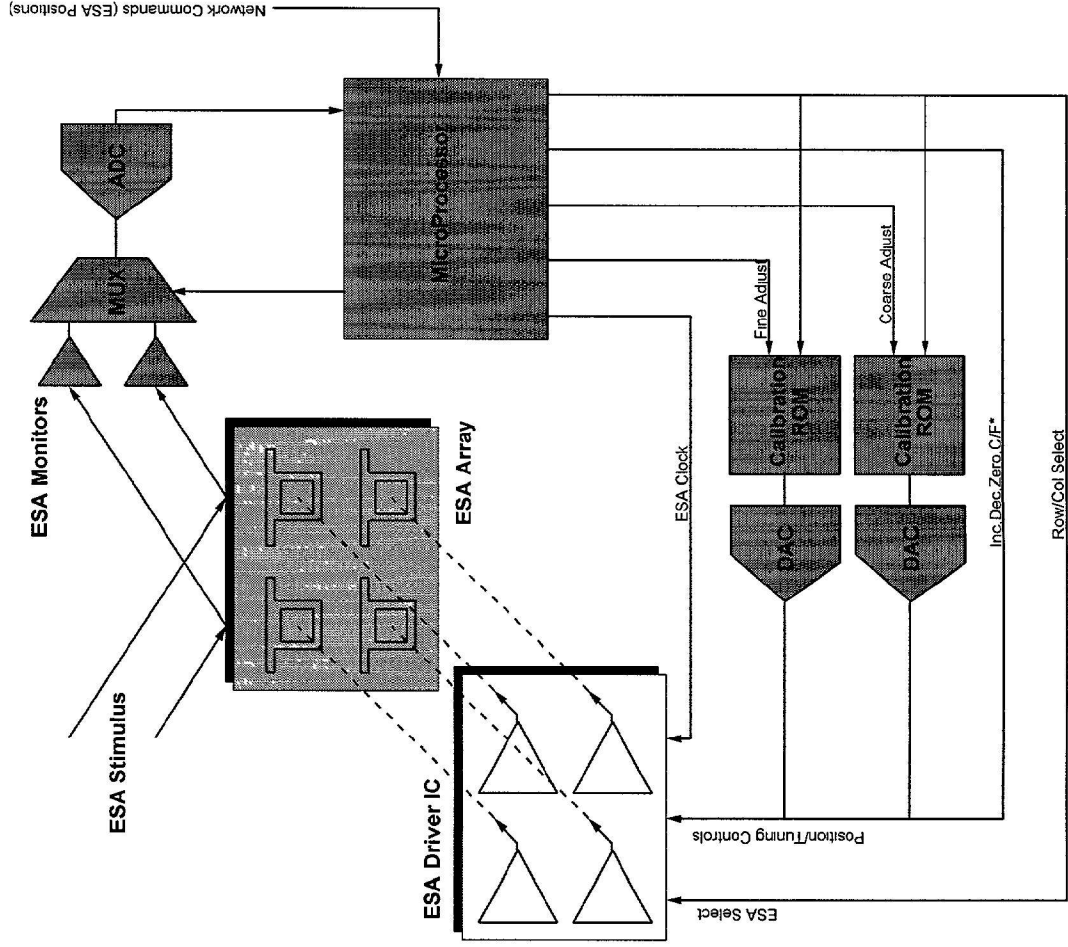 Network Commands (ESA Positions)
ADC
MUX
MicroProcessor
ESA Monitors
ESA Array
ESA Stimulus
ESA Driver IC
Fine Adjust
Coarse Adjust
ESA Clock
Calibration
ROM
Calibration
ROM
DAC
DAC
Inc,Dec,Zero,C/F*
Row/Col Select
Position/Tuning Controls
ESA Select